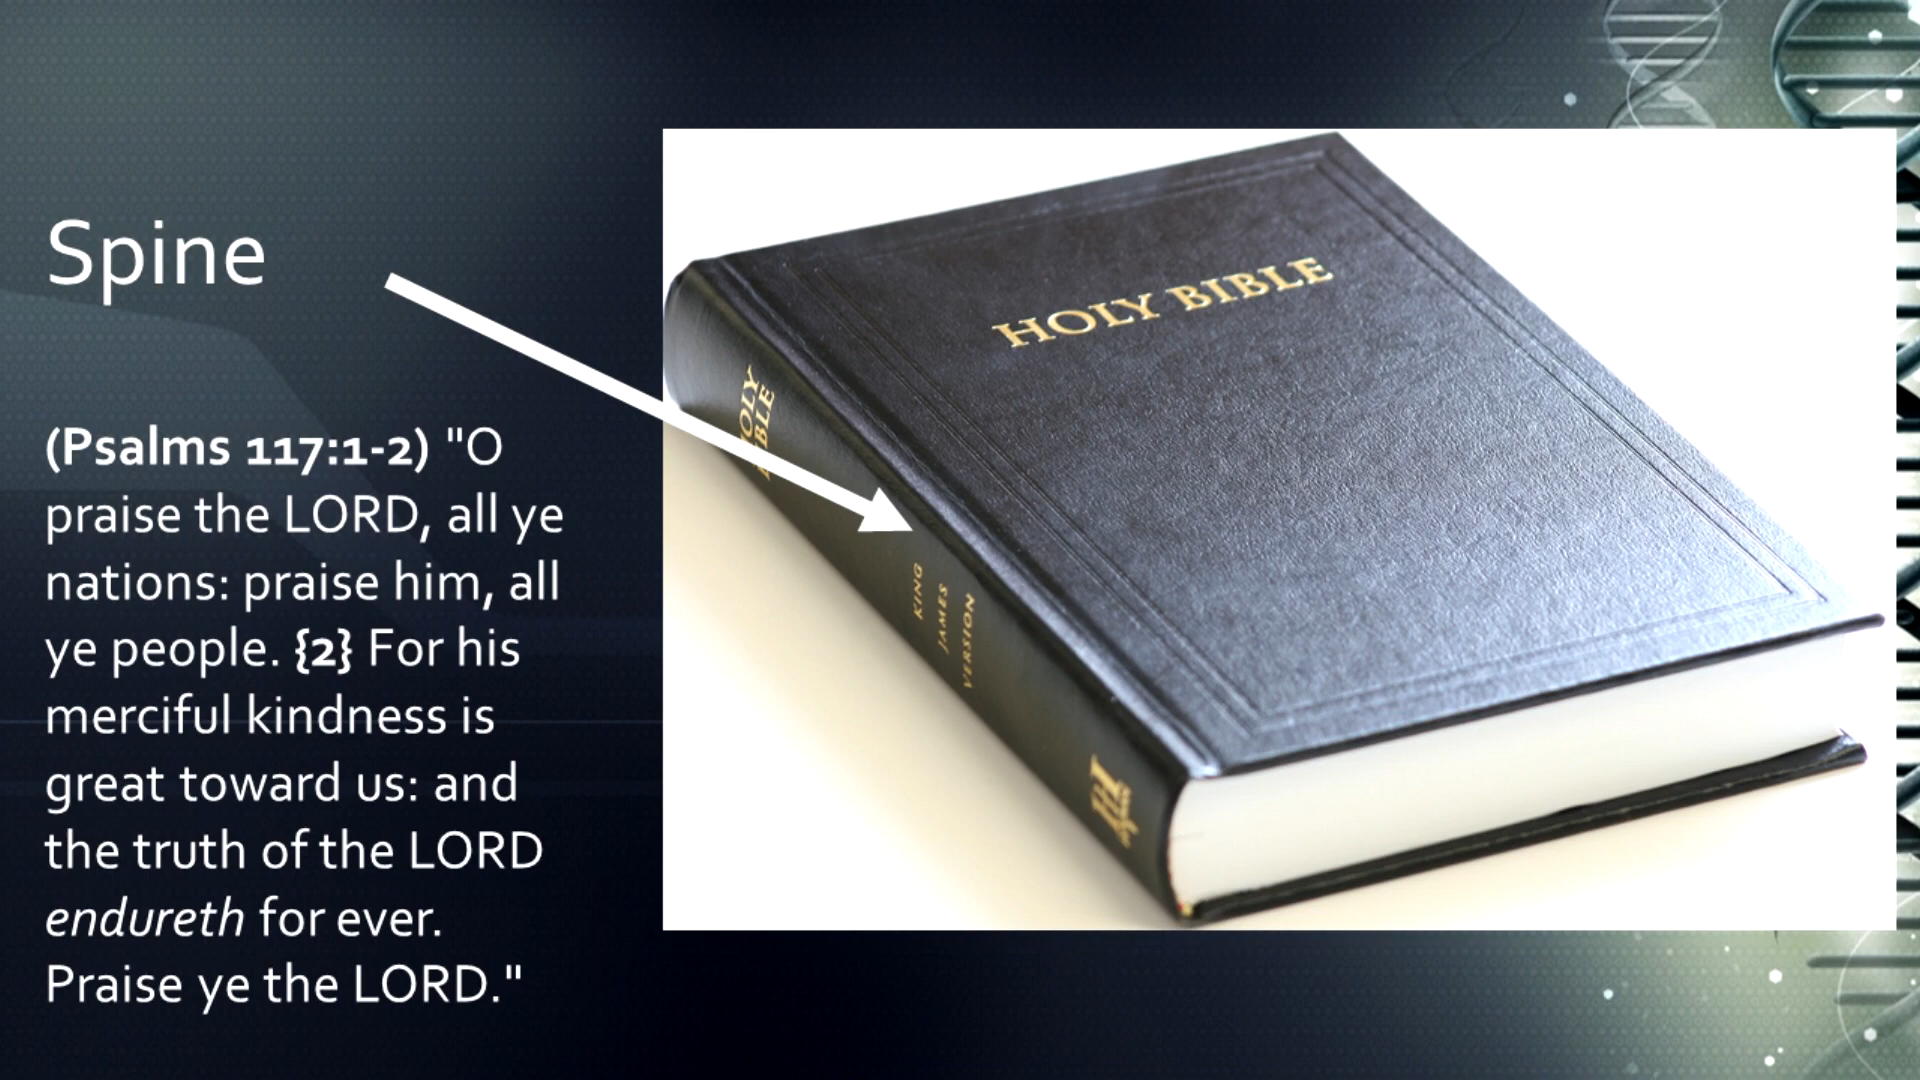 Spine
(Psalms 117:1-2) "O
praise the LORD, all ye
nations: praise him, all
ye people. {2} For his
merciful kindness is
great toward us: and
the truth of the LORD
endureth for ever.
Praise ye the LORD."
HOLY BIBLE
KING
JAMES
VERSION